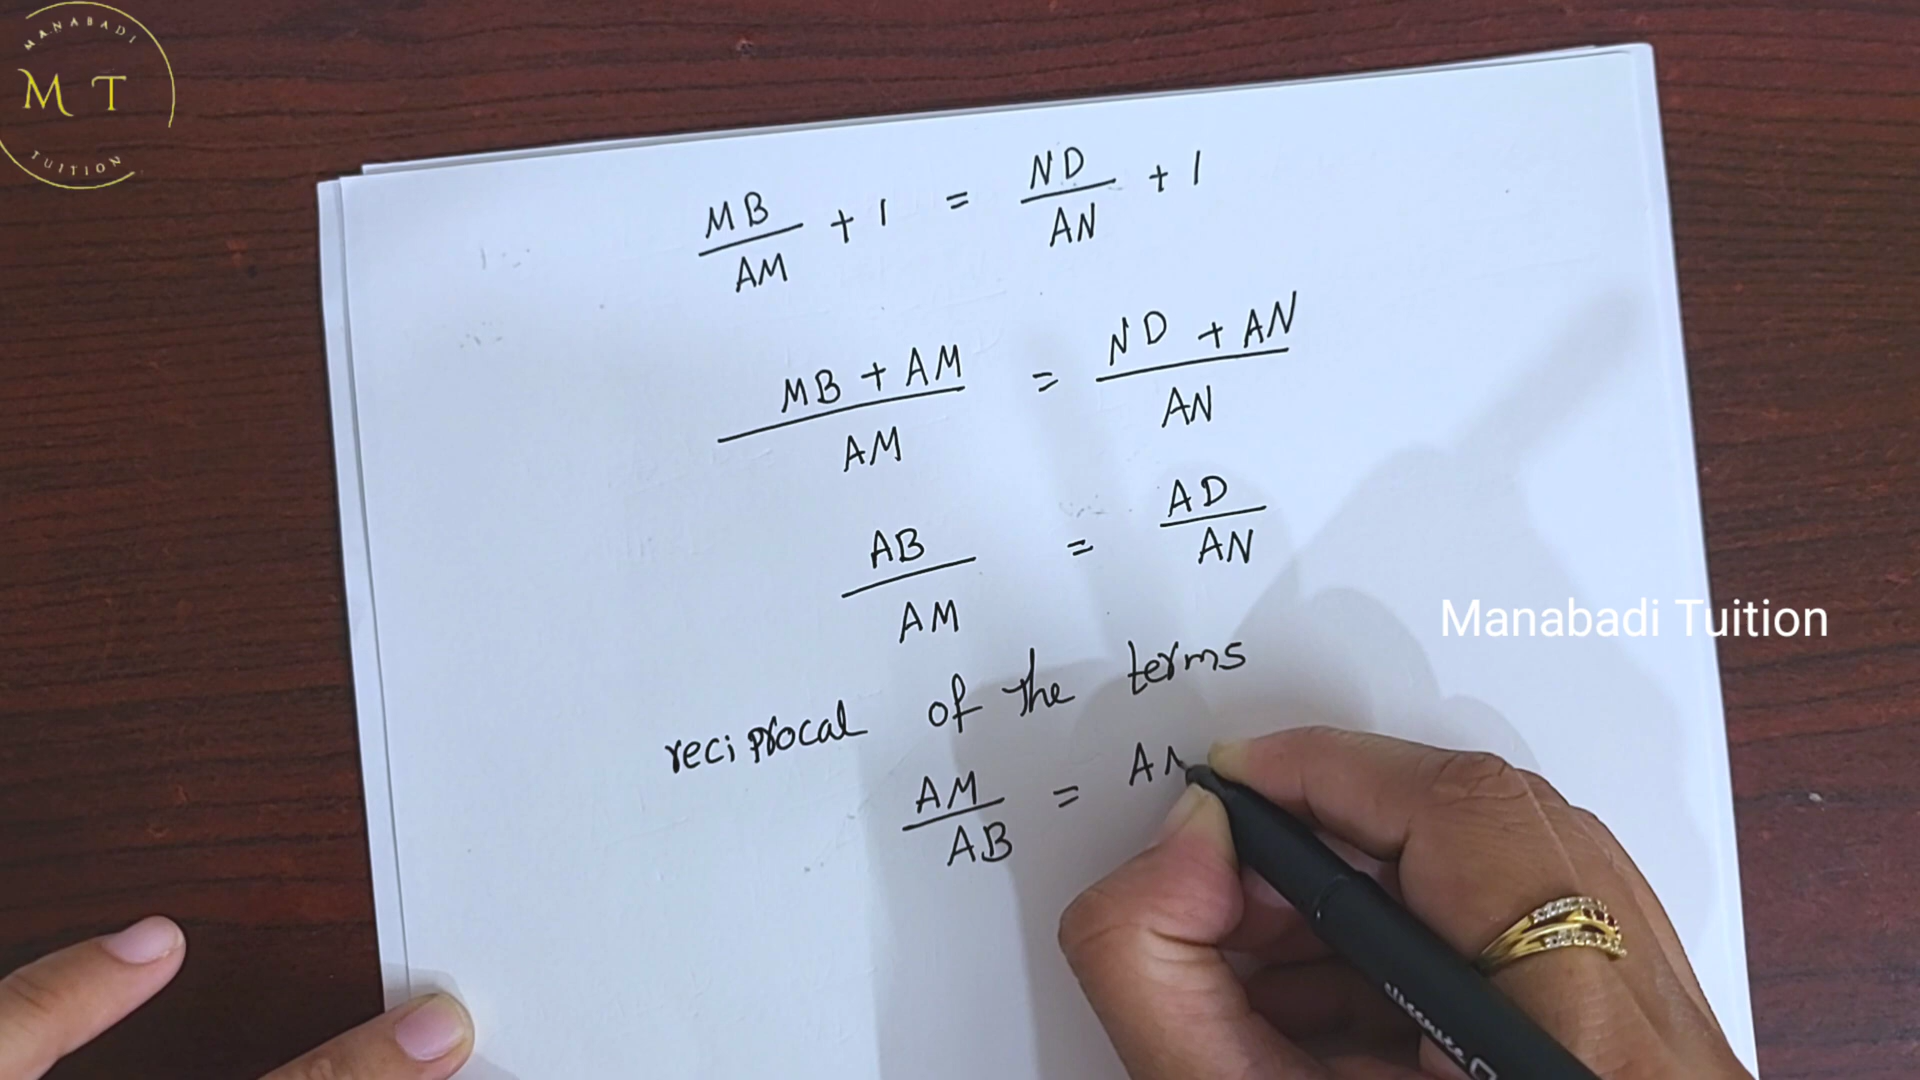 MANABADI
M T
TUITION
MB/AM + 1 = ND/AN + 1
MB + AM/AM = ND + AN/AN
AB/AM = AD/AN
Manabadi Tuition
reciprocal of the terms
AM/AB = AN